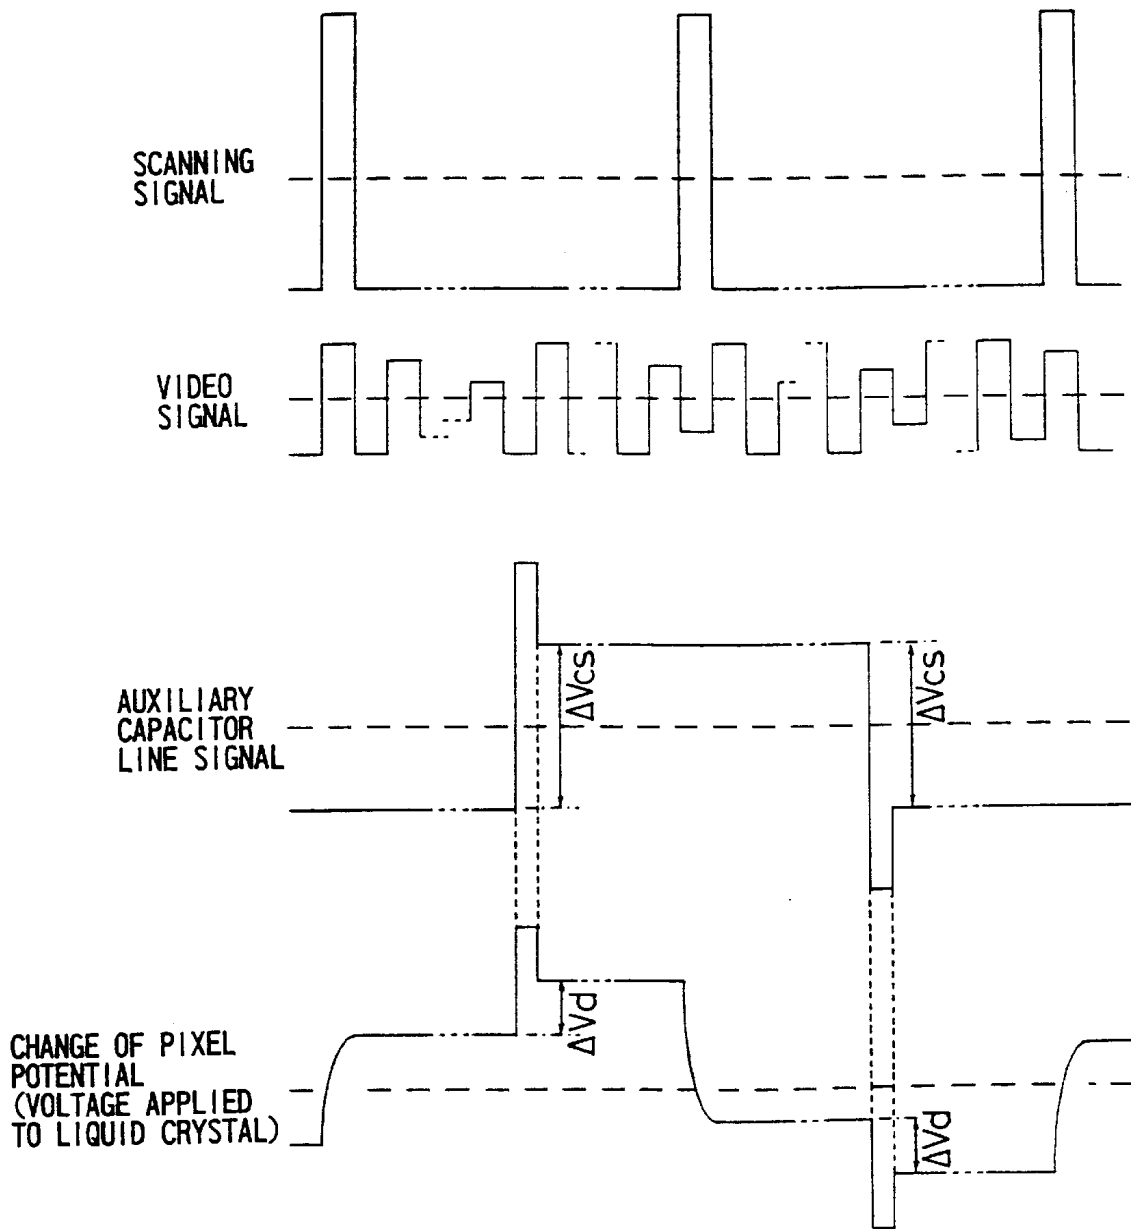 SCANNING
SIGNAL
VIDEO
SIGNAL
AUXILIARY
CAPACITOR
LINE SIGNAL
ΔVcs
ΔVcs
CHANGE OF PIXEL
POTENTIAL
(VOLTAGE APPLIED
TO LIQUID CRYSTAL)
ΔVd
ΔVd